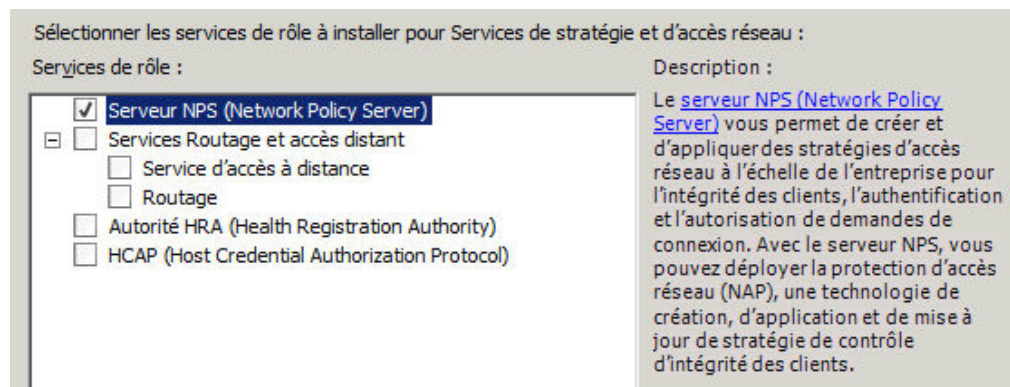 Sélectionner les services de rôle à installer pour Services de stratégie et d'accès réseau :
Services de rôle :
Serveur NPS (Network Policy Server)
Services Routage et accès distant
Service d'accès à distance
Routage
Autorité HRA (Health Registration Authority)
HCAP (Host Credential Authorization Protocol)
Description :
Le serveur NPS (Network Policy
Server) vous permet de créer et
d'appliquer des stratégies d'accès
réseau à l'échelle de l'entreprise pour
l'intégrité des clients, l'authentification
et l'autorisation de demandes de
connexion. Avec le serveur NPS, vous
pouvez déployer la protection d'accès
réseau (NAP), une technologie de
création, d'application et de mise à
jour de stratégie de contrôle
d'intégrité des clients.